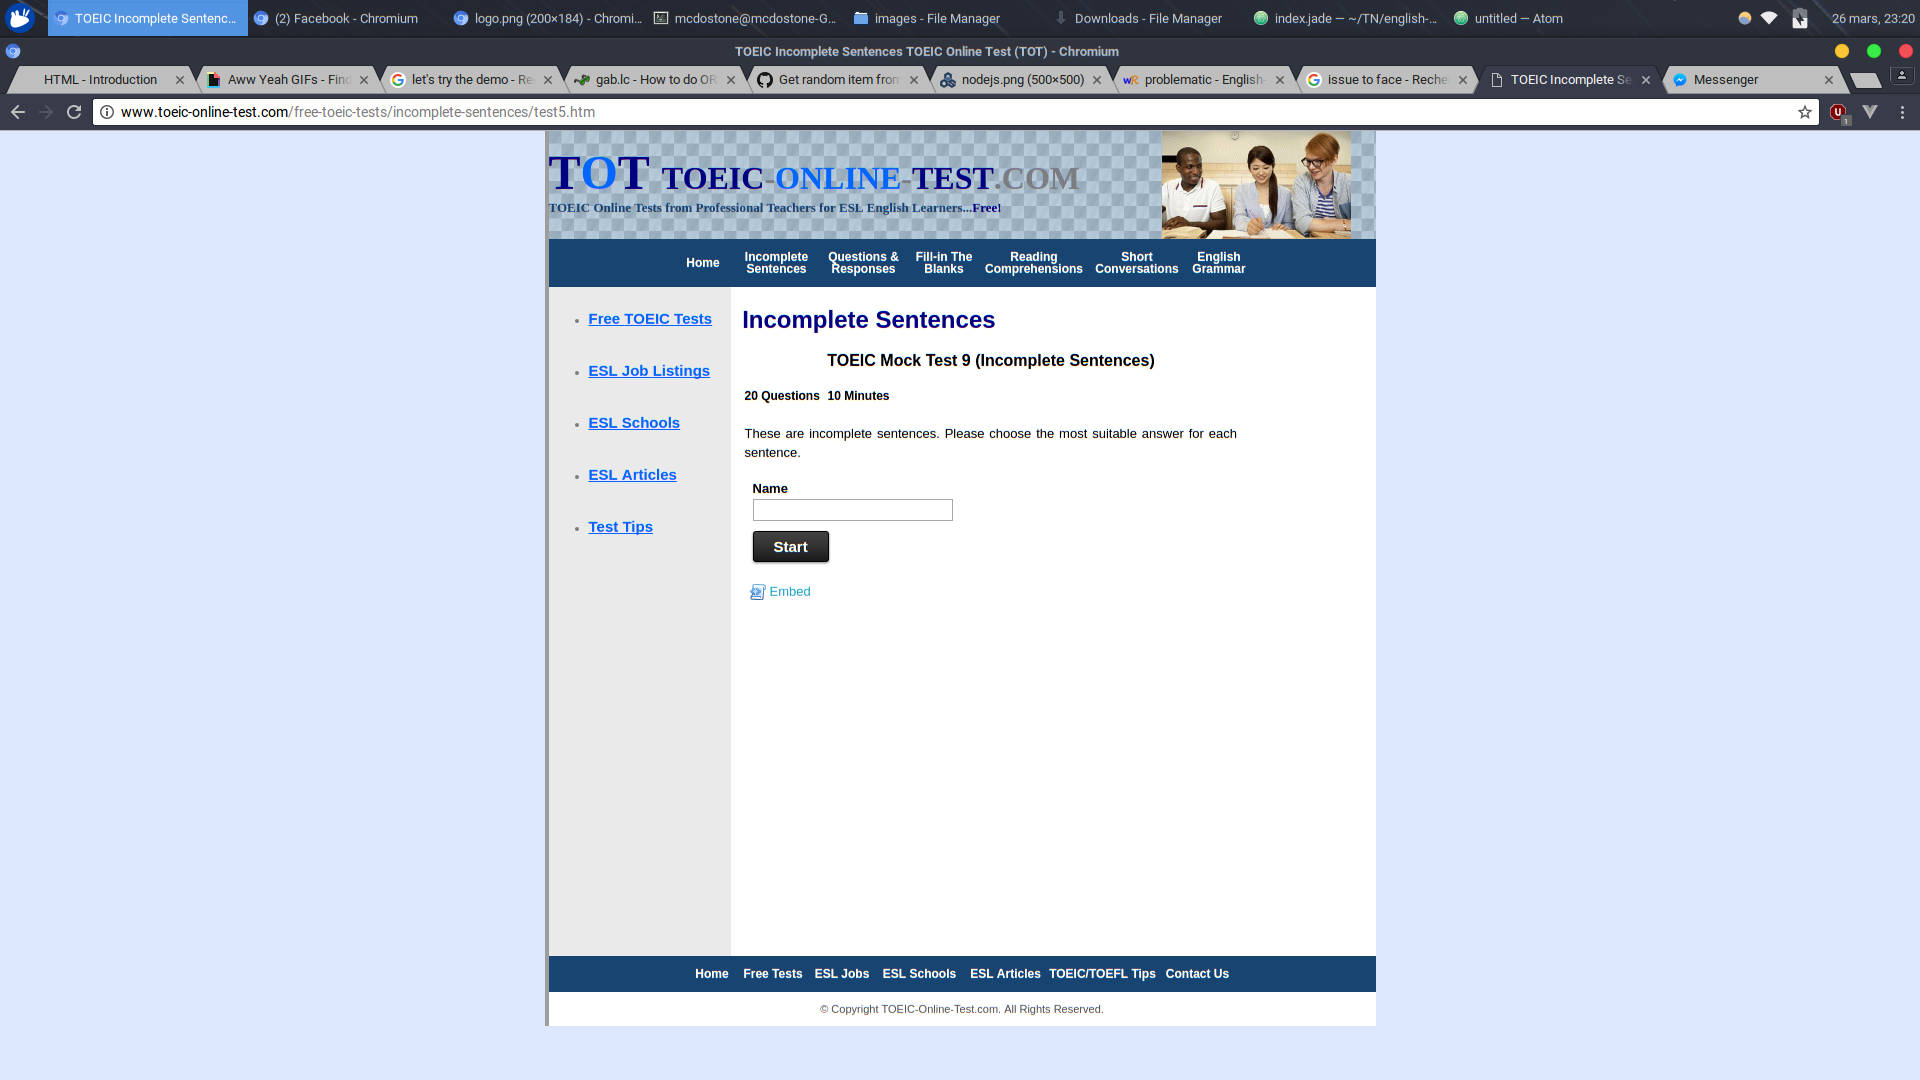 TOEIC Incomplete Sentenc...
(2) Facebook - Chromium
logo.png (200×184) - Chromi...
mcdostone@mcdostone-G...
images - File Manager
Downloads - File Manager
index.jade — ~/TN/english-...
untitled — Atom
26 mars, 23:20
TOEIC Incomplete Sentences TOEIC Online Test (TOT) - Chromium
HTML - Introduction
Aww Yeah GIFs - Find
let's try the demo - Re
gab.lc - How to do OR
Get random item from
nodejs.png (500×500)
problematic - English-
issue to face - Reche
TOEIC Incomplete Se
Messenger
www.toeic-online-test.com/free-toeic-tests/incomplete-sentences/test5.htm
1
TOT TOEIC-ONLINE-TEST.COM
TOEIC Online Tests from Professional Teachers for ESL English Learners...Free!
Home
Incomplete Sentences
Questions & Responses
Fill-in The Blanks
Reading Comprehensions
Short Conversations
English Grammar
Free TOEIC Tests
ESL Job Listings
ESL Schools
ESL Articles
Test Tips
Incomplete Sentences
TOEIC Mock Test 9 (Incomplete Sentences)
20 Questions 10 Minutes
These are incomplete sentences. Please choose the most suitable answer for each
sentence.
Name
Start
Embed
Home Free Tests ESL Jobs ESL Schools ESL Articles TOEIC/TOEFL Tips Contact Us
© Copyright TOEIC-Online-Test.com. All Rights Reserved.